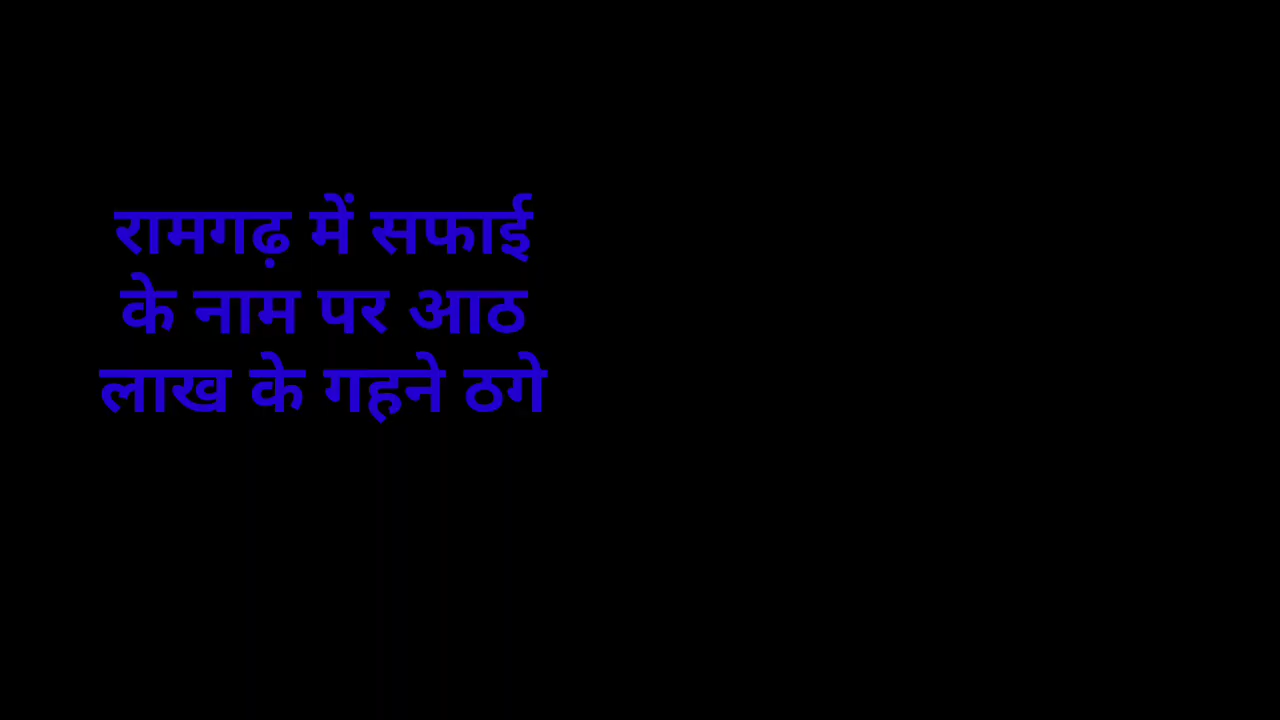 रामगढ़ में सफाई
के नाम पर आठ
लाख के गहने ठगे